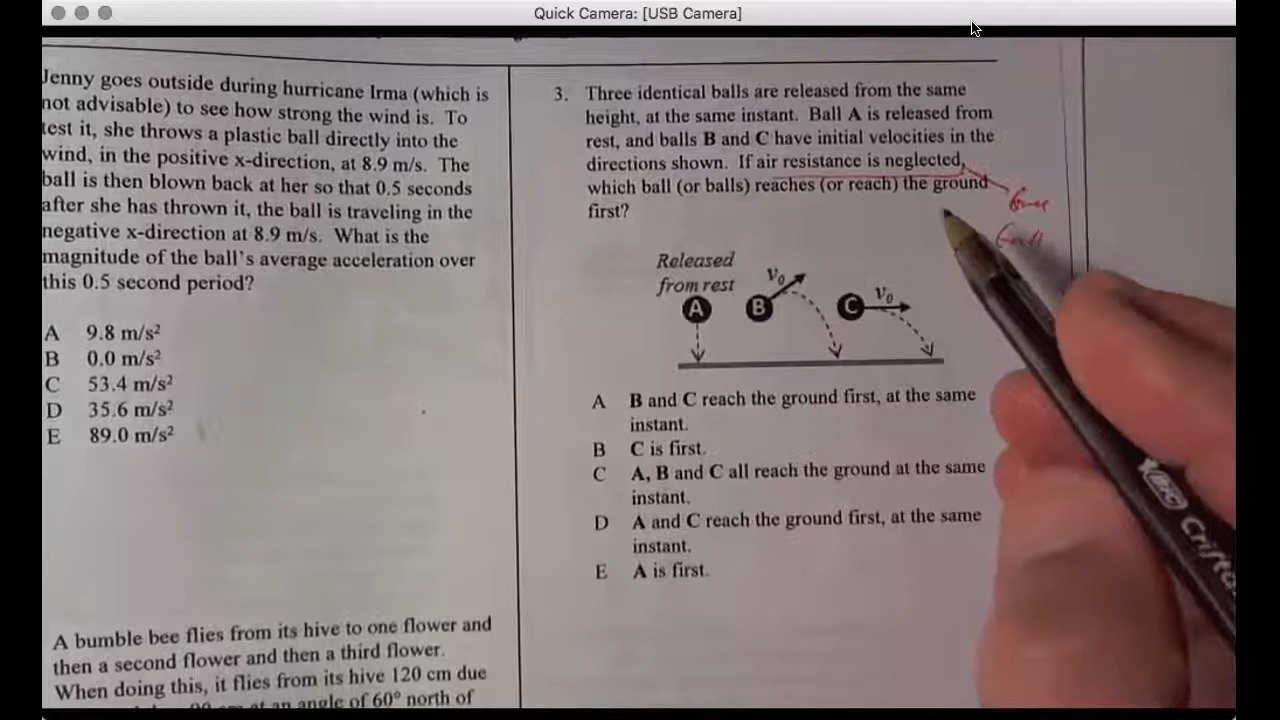 Quick Camera: [USB Camera]
Jenny goes outside during hurricane Irma (which is
not advisable) to see how strong the wind is. To
test it, she throws a plastic ball directly into the
wind, in the positive x-direction, at 8.9 m/s. The
ball is then blown back at her so that 0.5 seconds
after she has thrown it, the ball is traveling in the
negative x-direction at 8.9 m/s. What is the
magnitude of the ball's average acceleration over
this 0.5 second period?
A 9.8 m/s²
B 0.0 m/s²
C 53.4 m/s²
D 35.6 m/s²
E 89.0 m/s²
A bumble bee flies from its hive to one flower and
then a second flower and then a third flower.
When doing this, it flies from its hive 120 cm due
cm at an angle of 60° north of
3. Three identical balls are released from the same
height, at the same instant. Ball A is released from
rest, and balls B and C have initial velocities in the
directions shown. If air resistance is neglected,
which ball (or balls) reaches (or reach) the ground
first?
Released
from rest
A
B
v₀
C
v₀
A B and C reach the ground first, at the same
instant.
B C is first.
C A, B and C all reach the ground at the same
instant.
D A and C reach the ground first, at the same
instant.
E A is first.
BIC Crista